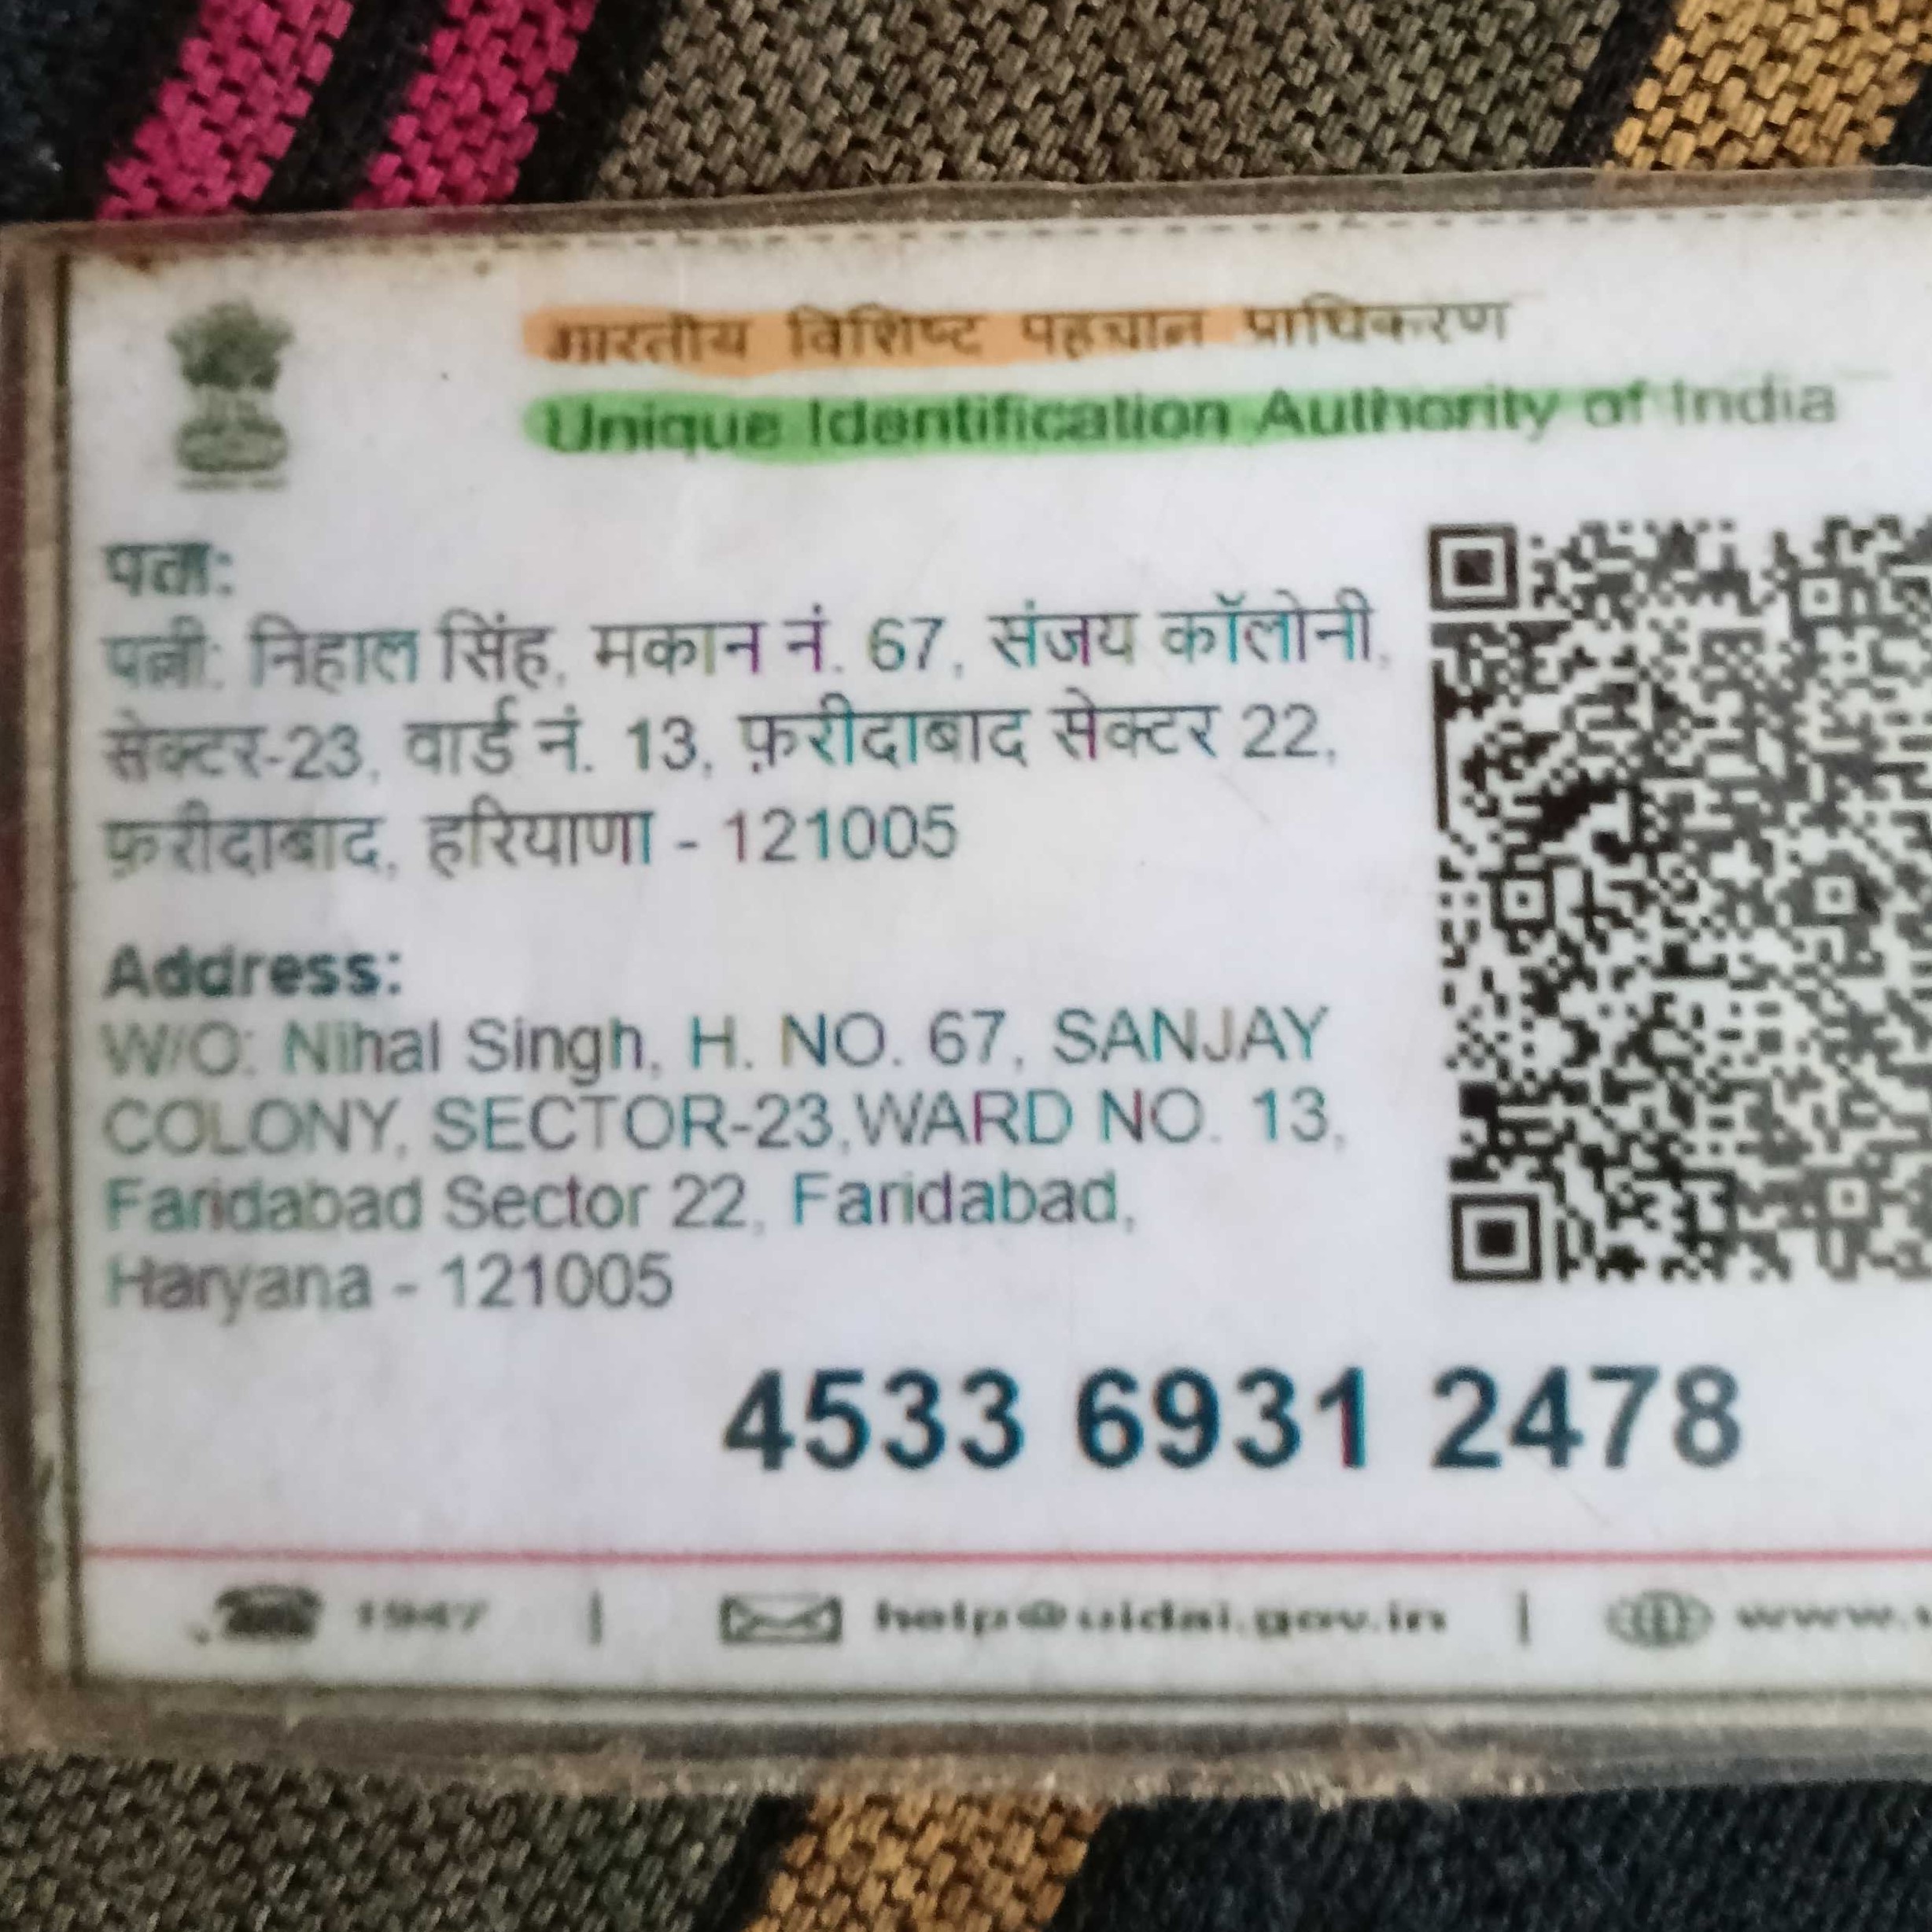 भारतीय विशिष्ट पहचान प्राधिकरण
Unique Identification Authority of India
पता:
पत्नी: निहाल सिंह, मकान नं. 67, संजय कॉलोनी,
सेक्टर-23, वार्ड नं. 13, फ़रीदाबाद सेक्टर 22,
फ़रीदाबाद, हरियाणा - 121005
Address:
W/O: Nihal Singh, H. NO. 67, SANJAY
COLONY, SECTOR-23,WARD NO. 13,
Faridabad Sector 22, Faridabad,
Haryana - 121005
4533 6931 2478
1947 | help@uidai.gov.in | www.